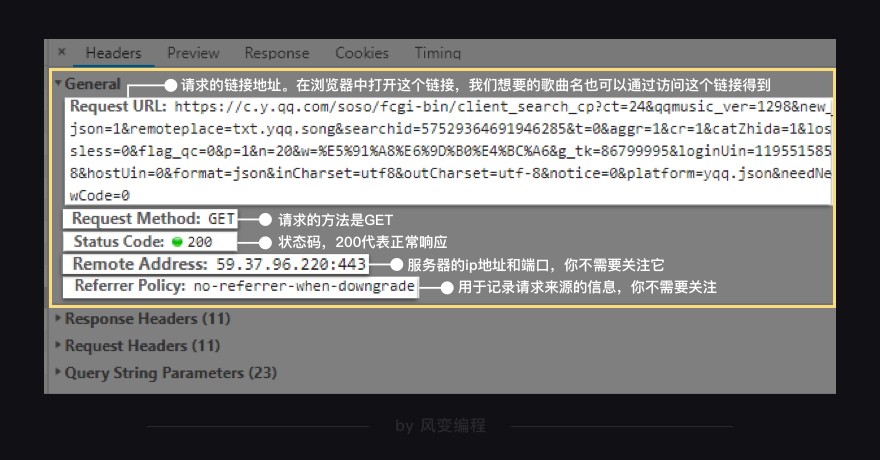 × Headers Preview Response Cookies Timing
▾General 请求的链接地址。在浏览器中打开这个链接，我们想要的歌曲名也可以通过访问这个链接得到
Request URL: https://c.y.qq.com/soso/fcgi-bin/client_search_cp?ct=24&qqmusic_ver=1298&new_
json=1&remoteplace=txt.yqq.song&searchid=57529364691946285&t=0&aggr=1&cr=1&catZhida=1&los
sless=0&flag_qc=0&p=1&n=20&w=%E5%91%A8%E6%9D%B0%E4%BC%A6&g_tk=86799995&loginUin=119551585
8&hostUin=0&format=json&inCharset=utf8&outCharset=utf-8&notice=0&platform=yqq.json&needNe
wCode=0
Request Method: GET 请求的方法是GET
Status Code: 200 状态码，200代表正常响应
Remote Address: 59.37.96.220:443 服务器的ip地址和端口，你不需要关注它
Referrer Policy: no-referrer-when-downgrade 用于记录请求来源的信息，你不需要关注
▸Response Headers (11)
▸Request Headers (11)
▸Query String Parameters (23)
by 风变编程